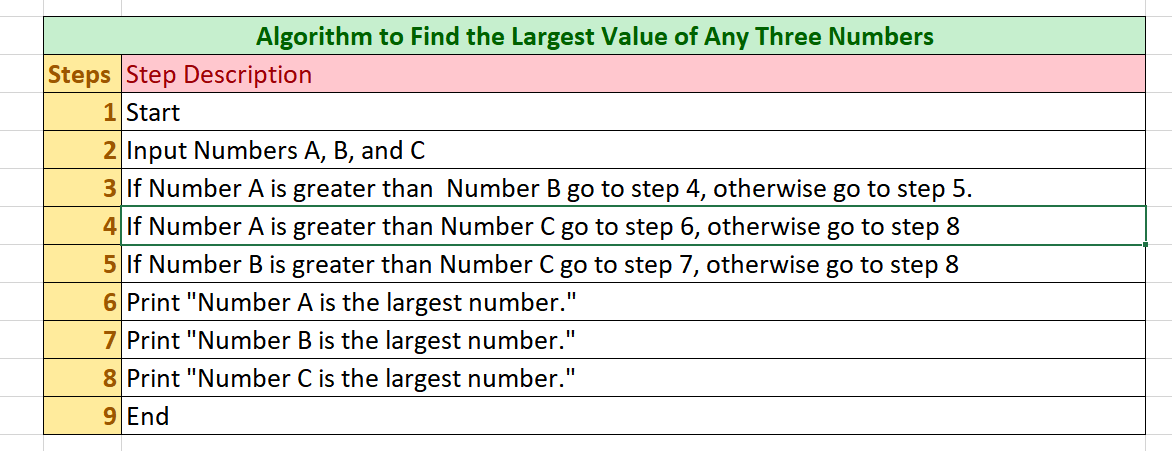 Algorithm to Find the Largest Value of Any Three Numbers
Steps Step Description
1 Start
2 Input Numbers A, B, and C
3 If Number A is greater than  Number B go to step 4, otherwise go to step 5.
4 If Number A is greater than Number C go to step 6, otherwise go to step 8
5 If Number B is greater than Number C go to step 7, otherwise go to step 8
6 Print "Number A is the largest number."
7 Print "Number B is the largest number."
8 Print "Number C is the largest number."
9 End